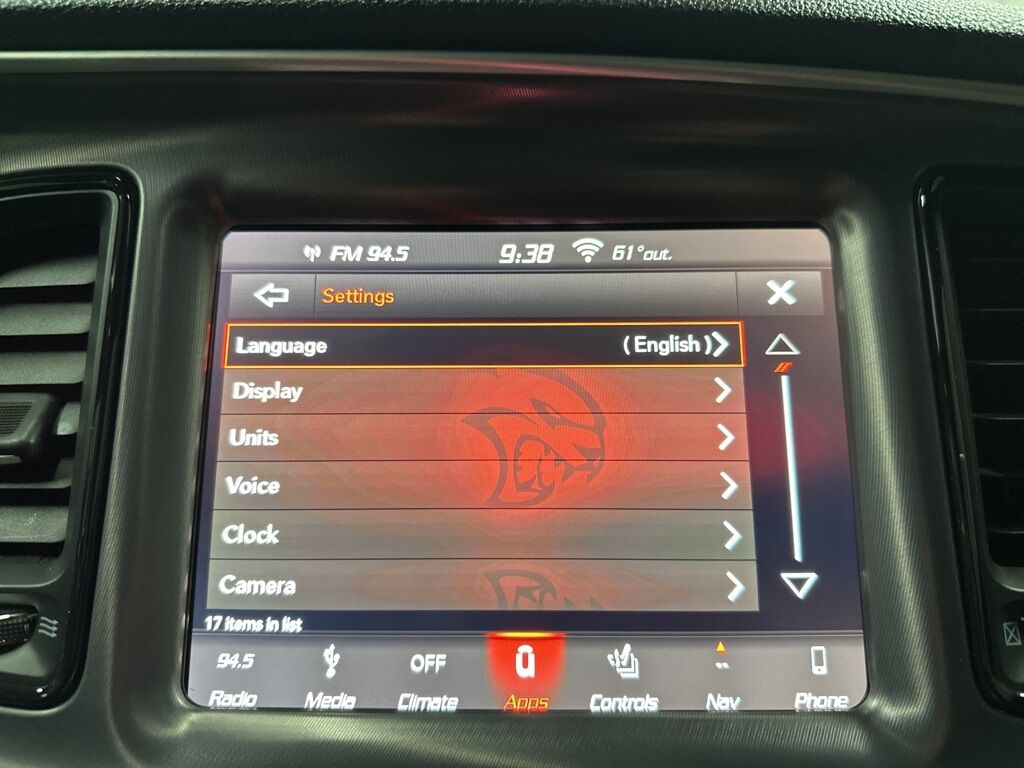 FM 94.5 9:38 61°out.
Settings
Language (English)
Display
Units
Voice
Clock
Camera
17 items in list
94.5 OFF --
Radio Media Climate Apps Controls Nav Phone